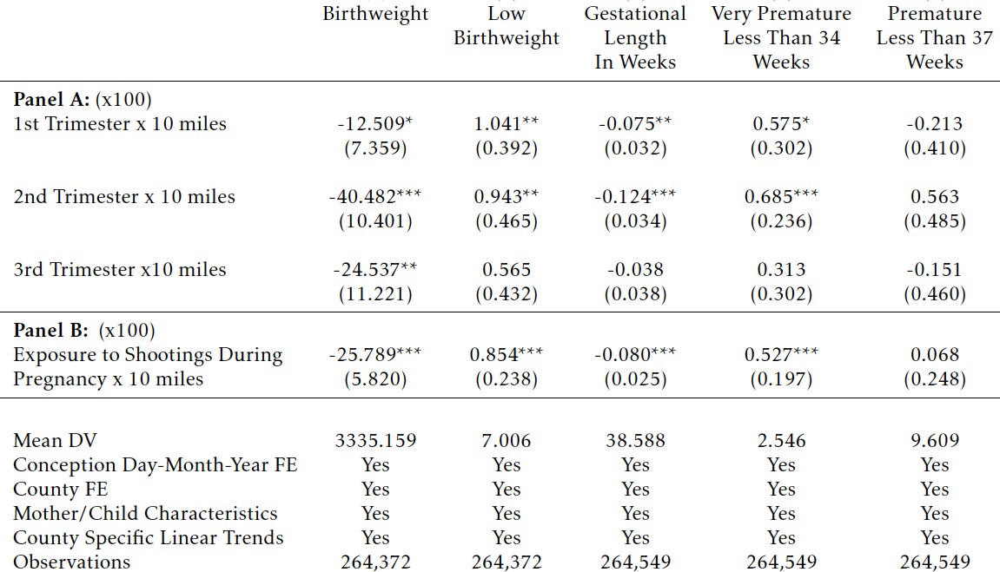 Birthweight Low Gestational Very Premature Premature
Birthweight Length Less Than 34 Less Than 37
In Weeks Weeks Weeks
Panel A: (x100)
1st Trimester x 10 miles -12.509* 1.041** -0.075** 0.575* -0.213
(7.359) (0.392) (0.032) (0.302) (0.410)
2nd Trimester x 10 miles -40.482*** 0.943** -0.124*** 0.685*** 0.563
(10.401) (0.465) (0.034) (0.236) (0.485)
3rd Trimester x10 miles -24.537** 0.565 -0.038 0.313 -0.151
(11.221) (0.432) (0.038) (0.302) (0.460)
Panel B: (x100)
Exposure to Shootings During -25.789*** 0.854*** -0.080*** 0.527*** 0.068
Pregnancy x 10 miles (5.820) (0.238) (0.025) (0.197) (0.248)
Mean DV 3335.159 7.006 38.588 2.546 9.609
Conception Day-Month-Year FE Yes Yes Yes Yes Yes
County FE Yes Yes Yes Yes Yes
Mother/Child Characteristics Yes Yes Yes Yes Yes
County Specific Linear Trends Yes Yes Yes Yes Yes
Observations 264,372 264,372 264,549 264,549 264,549